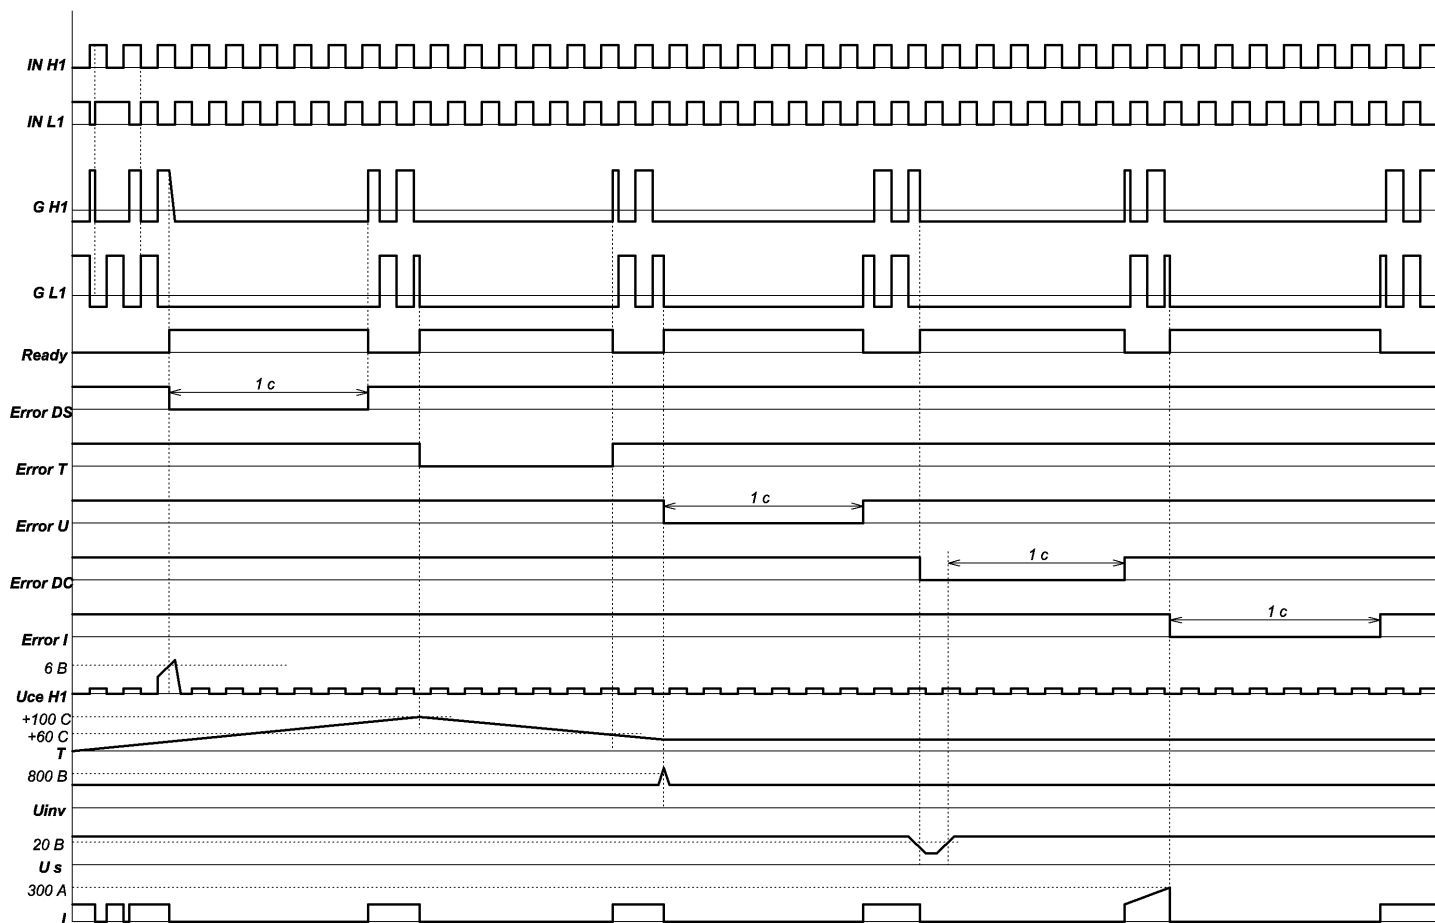 IN H1
IN L1
G H1
G L1
Ready
1 c
Error DS
Error T
1 c
Error U
1 c
Error DC
1 c
Error I
6 B
Uce H1
+100 C
+60 C
T
800 B
Uinv
20 B
U s
300 A
I